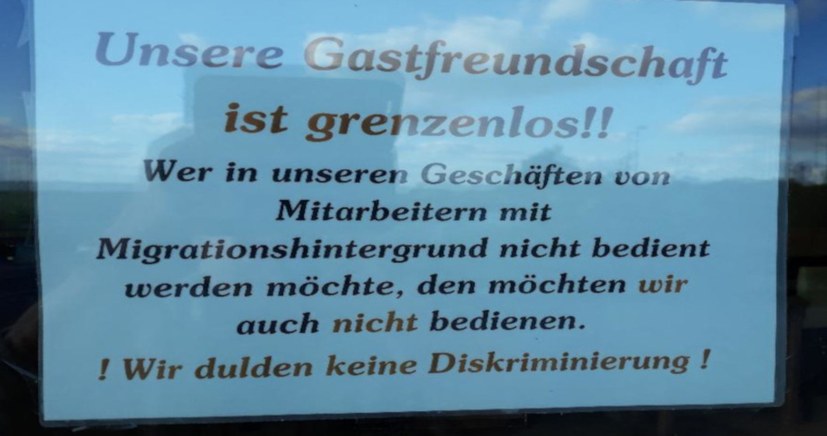 Unsere Gastfreundschaft
ist grenzenlos!!
Wer in unseren Geschäften von
Mitarbeitern mit
Migrationshintergrund nicht bedient
werden möchte, den möchten wir
auch nicht bedienen.
! Wir dulden keine Diskriminierung !